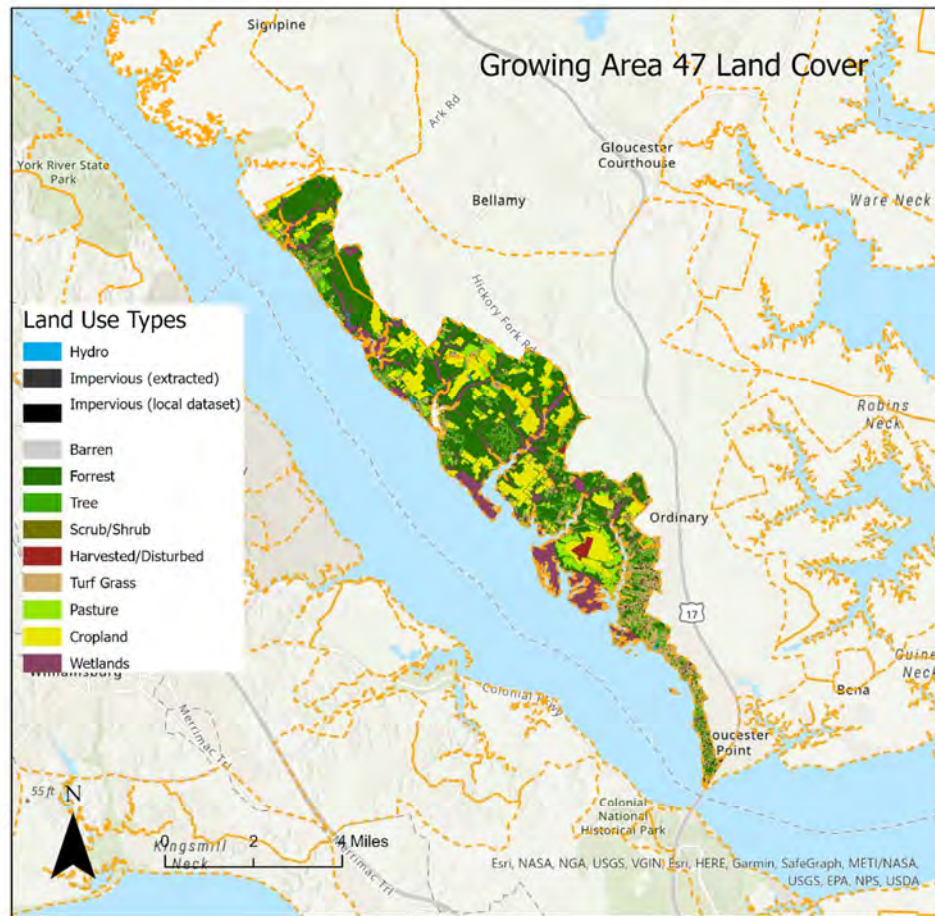 Signpine
Growing Area 47 Land Cover
Ark Rd
Gloucester
Courthouse
York River State
Park
Bellamy
Ware Neck
Hickory Fork Rd
Land Use Types
Hydro
Impervious (extracted)
Impervious (local dataset)
Barren
Forrest
Tree
Scrub/Shrub
Harvested/Disturbed
Turf Grass
Pasture
Cropland
Wetlands
Robins
Neck
Ordinary
17
Guine
Neck
Bena
Colonial Pkwy
Merrimac Trl
oucester
Point
55 ft
N
0 2 4 Miles
Kingsmill
Neck
Merrimac Trl
Colonial
National
Historical Park
Esri, NASA, NGA, USGS, VGIN, Esri, HERE, Garmin, SafeGraph, METI/NASA,
USGS, EPA, NPS, USDA